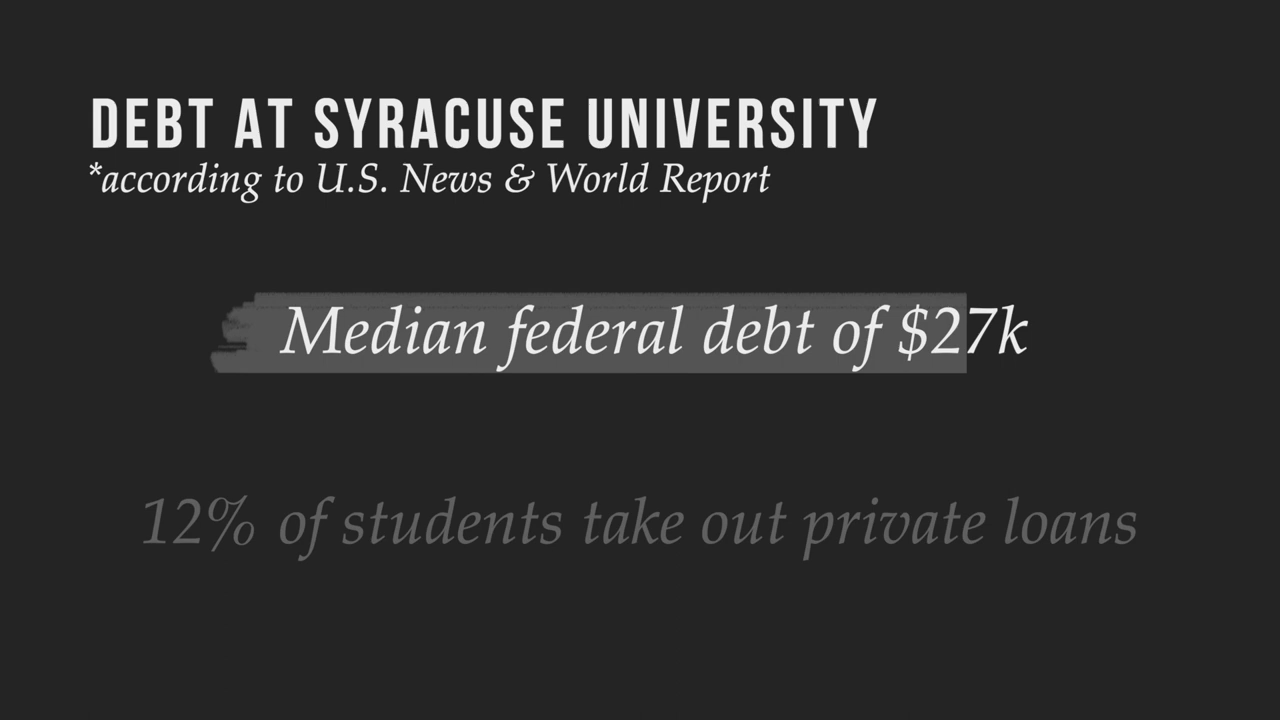 DEBT AT SYRACUSE UNIVERSITY
*according to U.S. News & World Report
Median federal debt of $27k
12% of students take out private loans